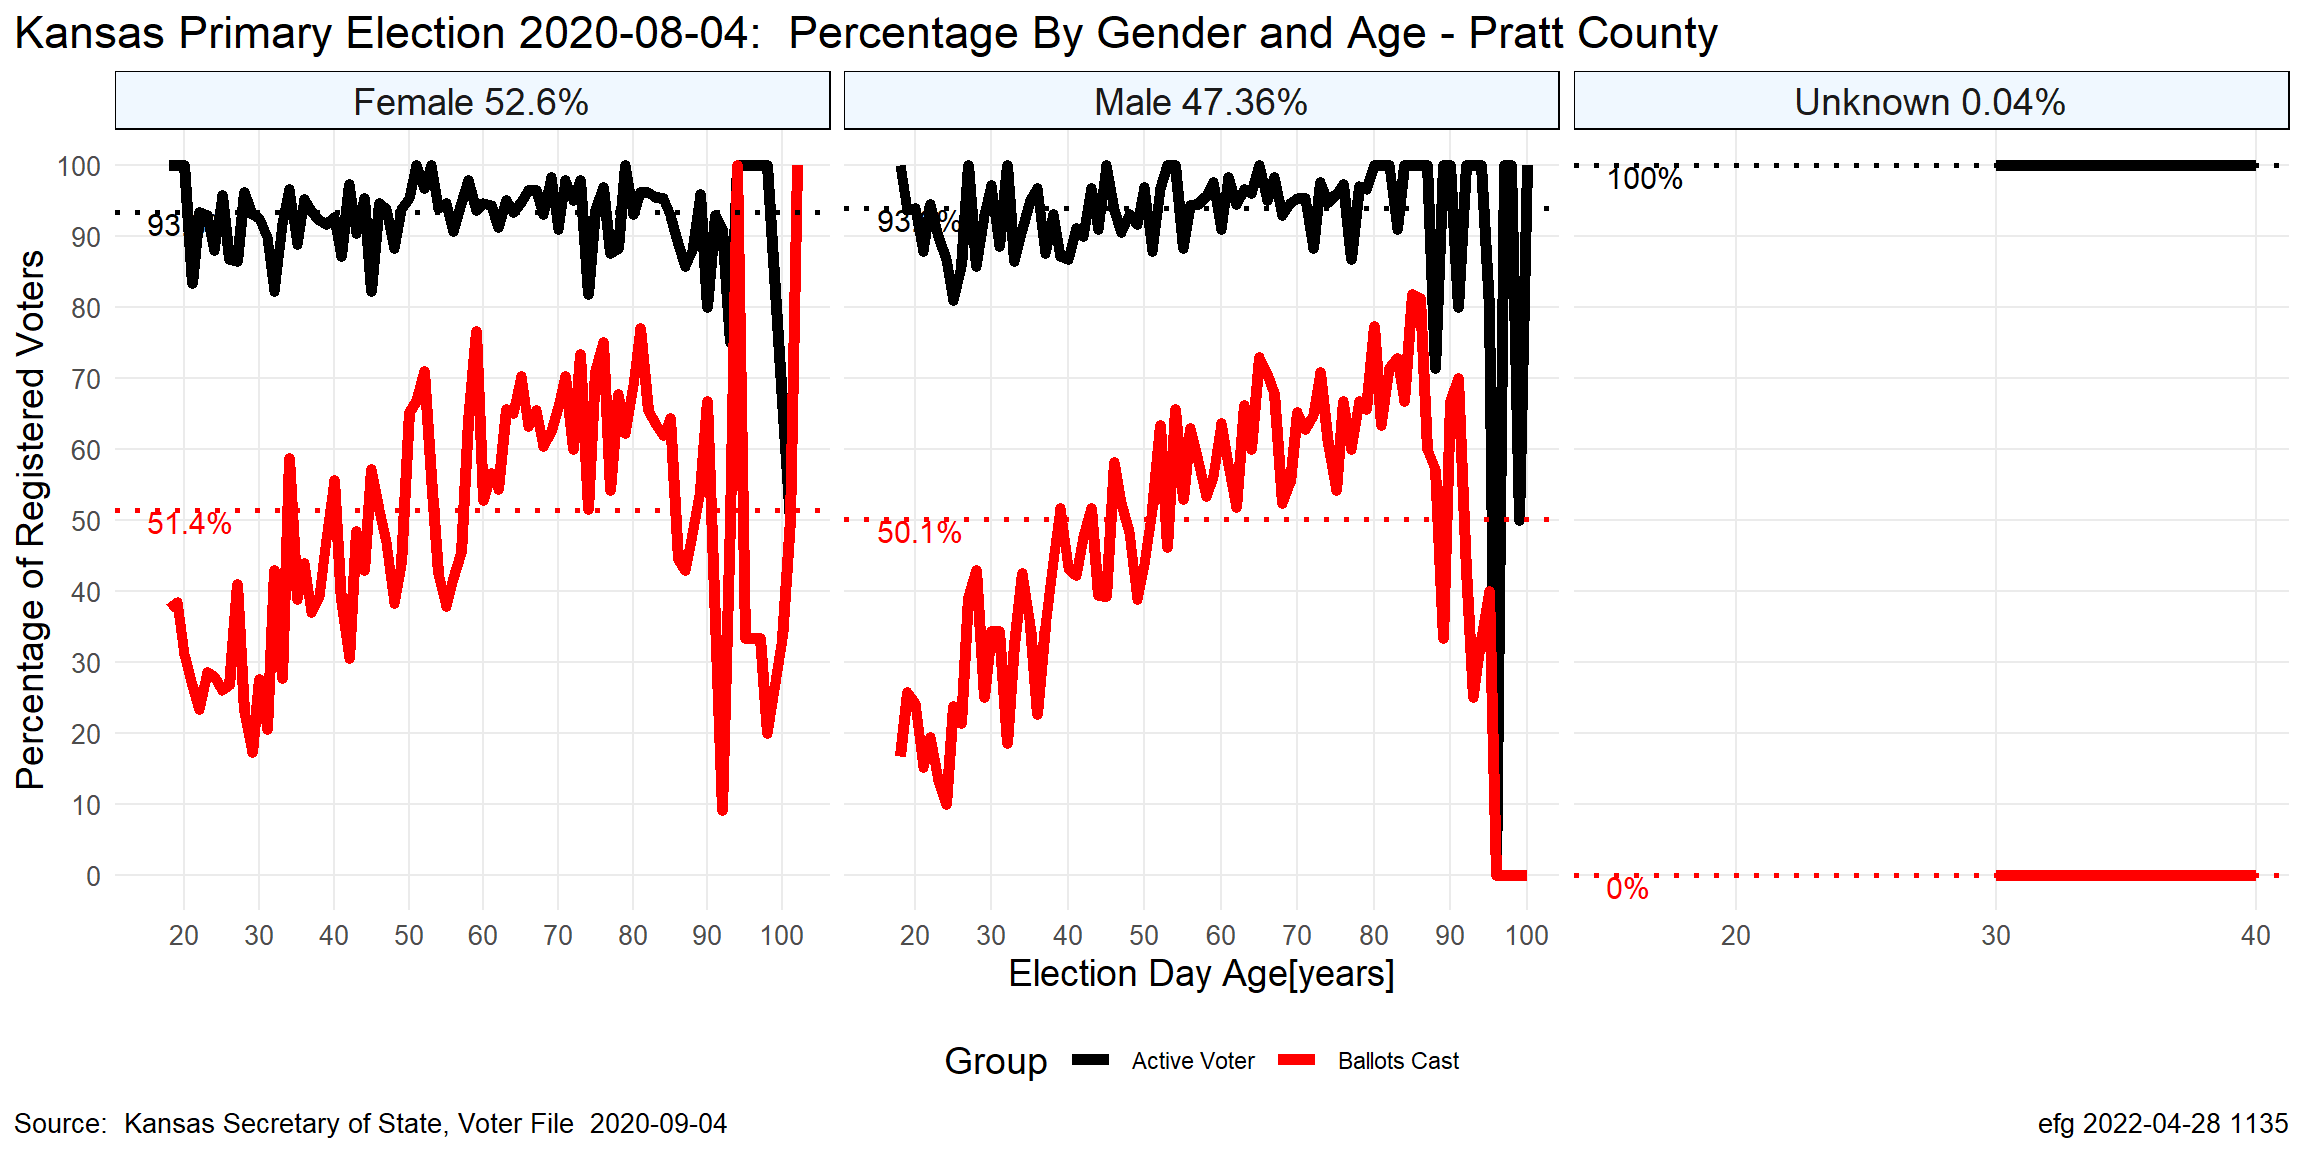 Kansas Primary Election 2020-08-04:  Percentage By Gender and Age - Pratt County
Female 52.6%
Male 47.36%
Unknown 0.04%
Percentage of Registered Voters
100
90
80
70
60
50
40
30
20
10
0
51.4%
50.1%
100%
0%
20 30 40 50 60 70 80 90 100
20 30 40 50 60 70 80 90 100
20 30 40
Election Day Age[years]
Group Active Voter Ballots Cast
Source:  Kansas Secretary of State, Voter File  2020-09-04
efg 2022-04-28 1135